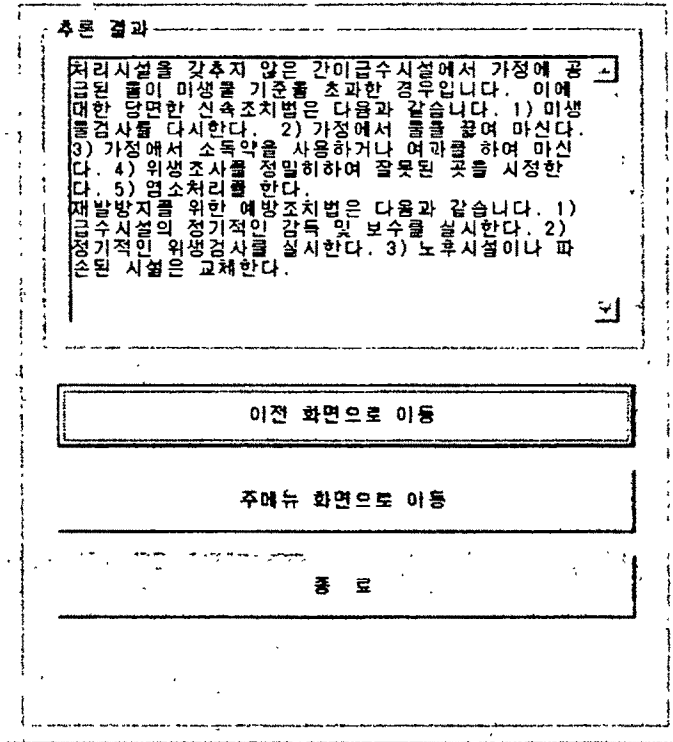 추론 결과
처리시설을 갖추지 않은 간이급수시설에서 가정에 공
급된 물이 미생물 기준을 초과한 경우입니다. 이에
대한 당면한 신속조치법은 다음과 같습니다. 1) 미생
물검사를 다시한다. 2) 가정에서 물을 끓여 마신다.
3) 가정에서 소독약을 사용하거나 여과를 하여 마신
다. 4) 위생조사를 정밀히하여 잘못된 곳을 시정한
다. 5) 염소처리를 한다.
재발방지를 위한 예방조치법은 다음과 같습니다. 1)
급수시설의 정기적인 감독 및 보수를 실시한다. 2)
정기적인 위생검사를 실시한다. 3) 노후시설이나 파
손된 시설은 교체한다.
이전 화면으로 이동
주메뉴 화면으로 이동
종 료